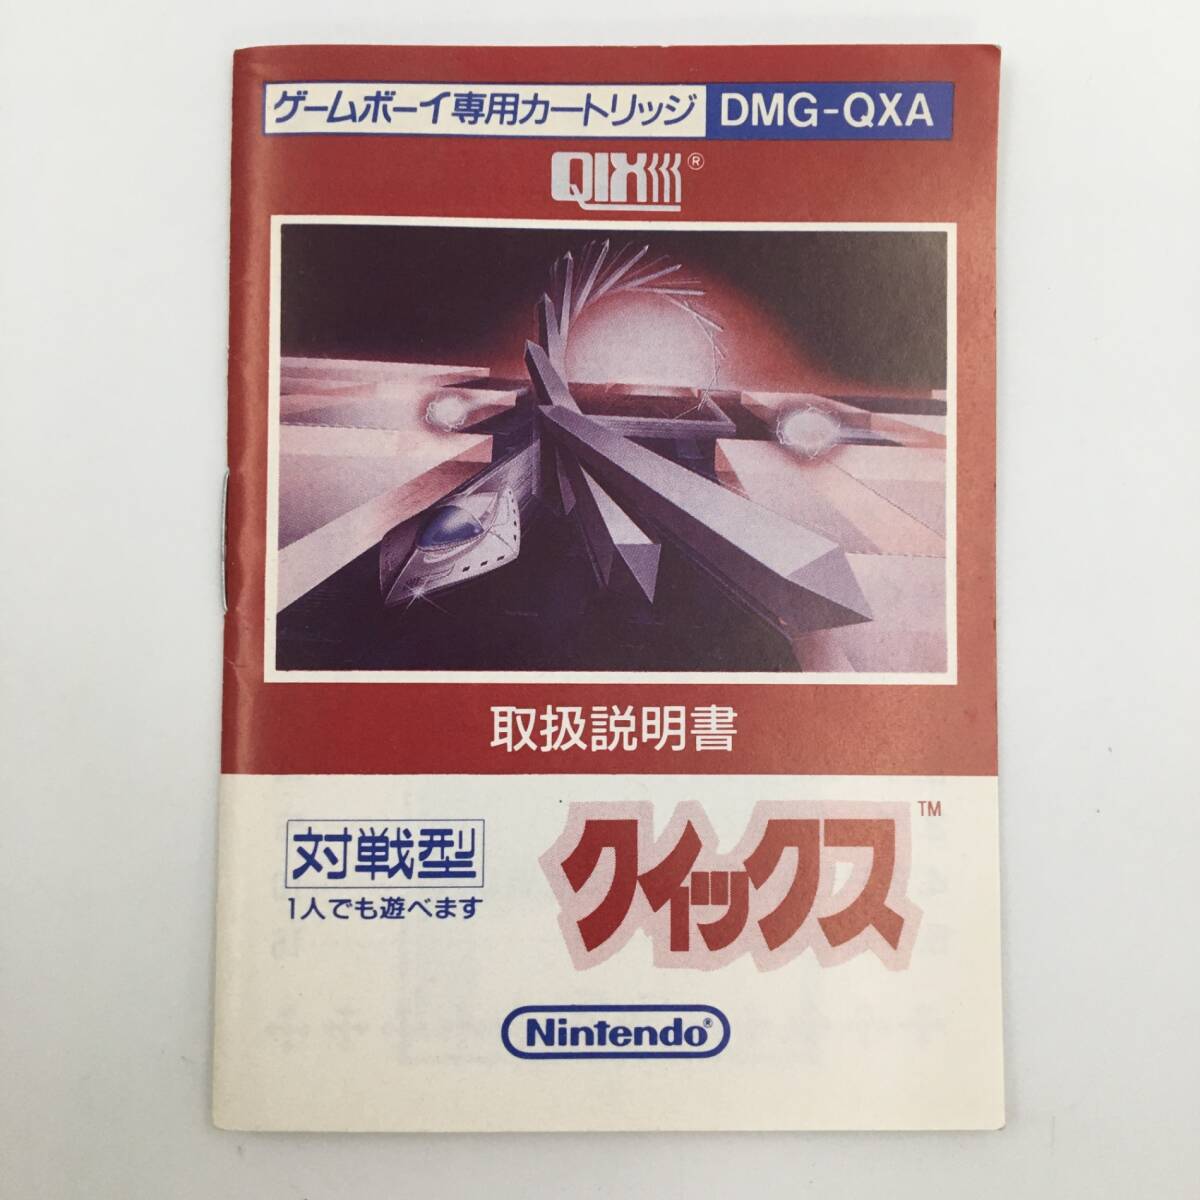 ゲームボーイ専用カートリッジ DMG-QXA
QIX®
取扱説明書
対戦型
1人でも遊べます
クイックス™
Nintendo®